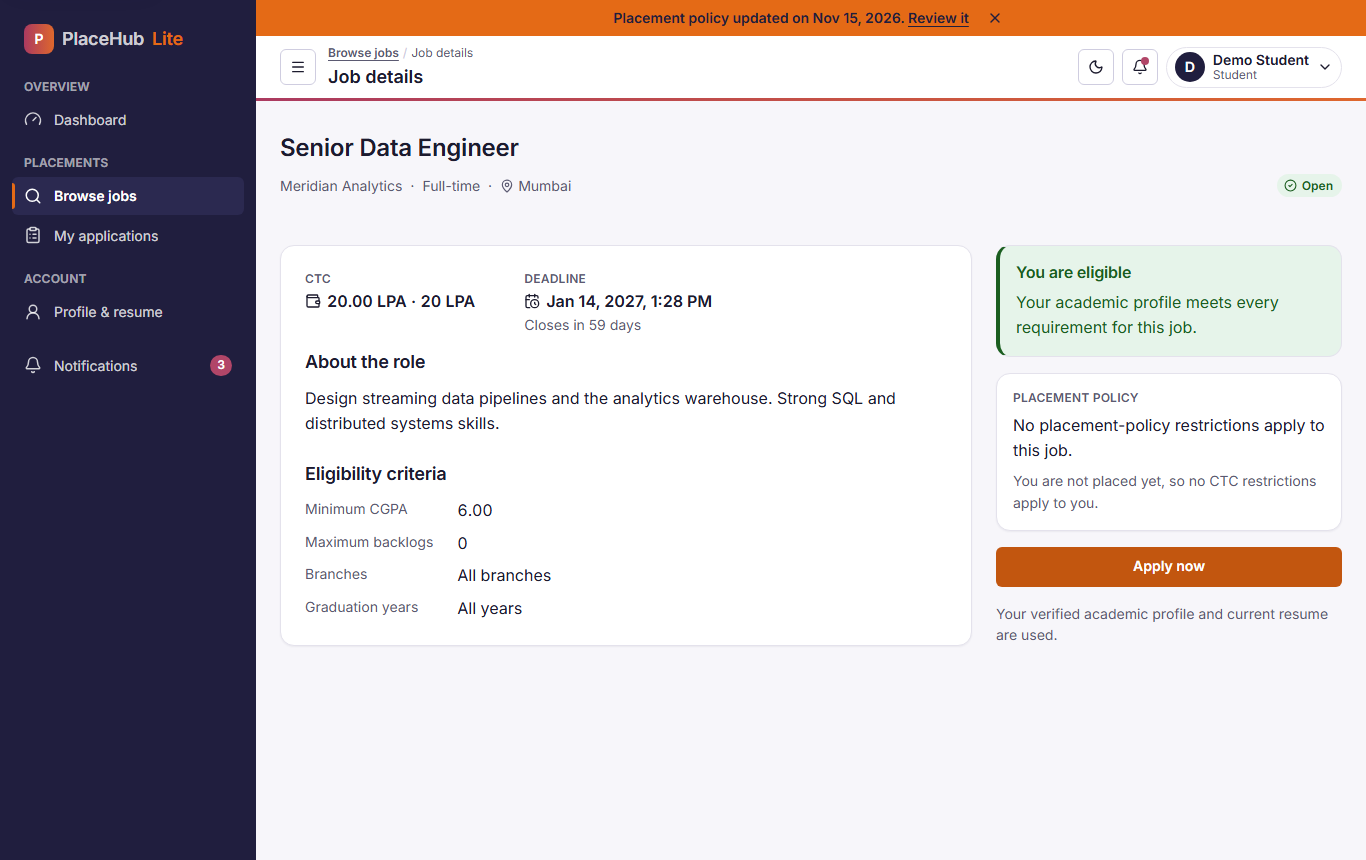 P PlaceHub Lite
OVERVIEW
Dashboard
PLACEMENTS
Browse jobs
My applications
ACCOUNT
Profile & resume
Notifications 3
Placement policy updated on Nov 15, 2026. Review it
Browse jobs / Job details
Job details
D Demo Student
Student
Senior Data Engineer
Meridian Analytics · Full-time · Mumbai
Open
CTC
20.00 LPA · 20 LPA
DEADLINE
Jan 14, 2027, 1:28 PM
Closes in 59 days
About the role
Design streaming data pipelines and the analytics warehouse. Strong SQL and
distributed systems skills.
Eligibility criteria
Minimum CGPA 6.00
Maximum backlogs 0
Branches All branches
Graduation years All years
You are eligible
Your academic profile meets every
requirement for this job.
PLACEMENT POLICY
No placement-policy restrictions apply to
this job.
You are not placed yet, so no CTC restrictions
apply to you.
Apply now
Your verified academic profile and current resume
are used.